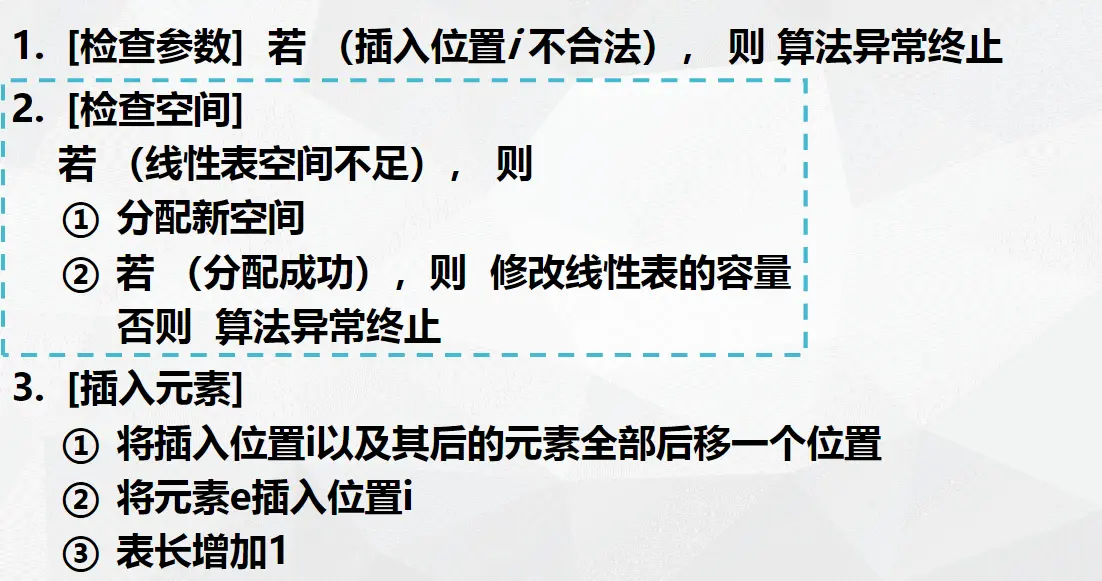 1. [检查参数] 若 （插入位置i 不合法）， 则 算法异常终止
2. [检查空间]
若 （线性表空间不足）， 则
① 分配新空间
② 若 （分配成功）， 则 修改线性表的容量
否则 算法异常终止
3. [插入元素]
① 将插入位置i以及其后的元素全部后移一个位置
② 将元素e插入位置i
③ 表长增加1